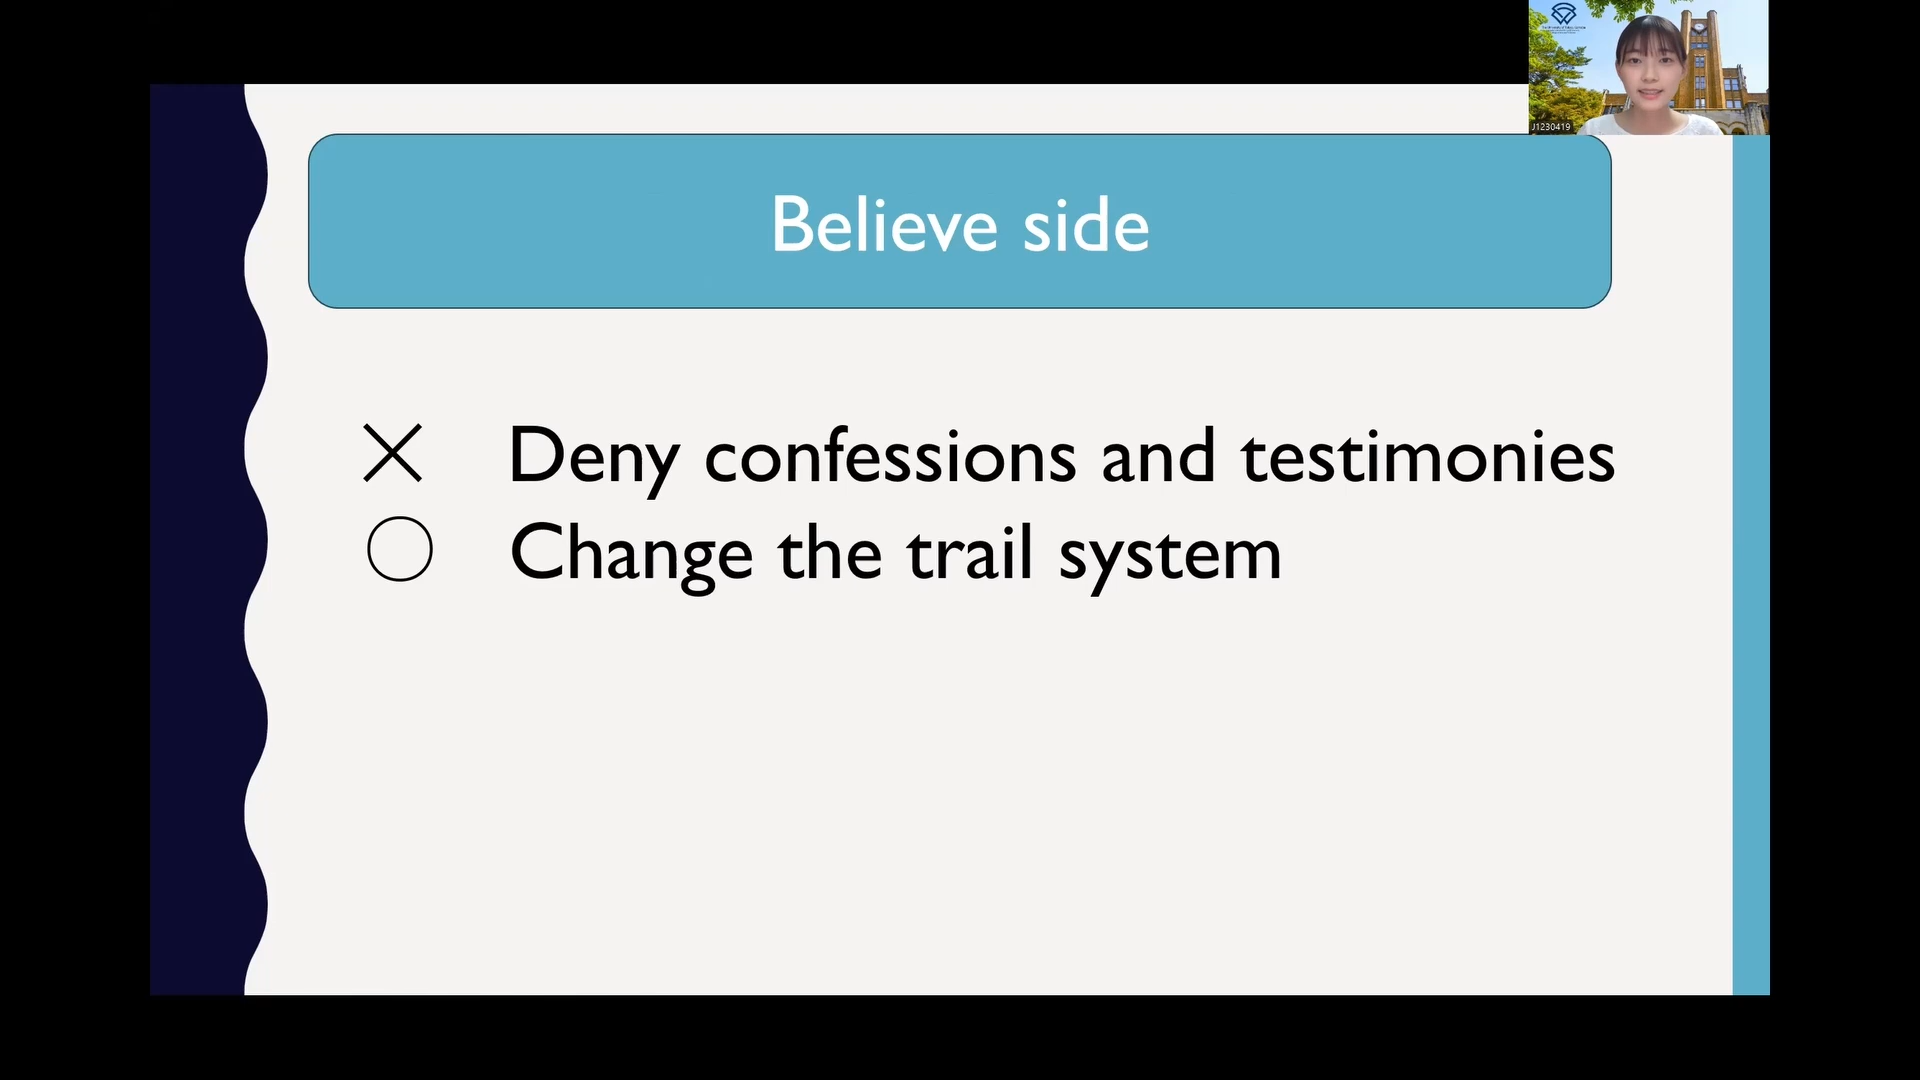 J1230419
Believe side
× Deny confessions and testimonies
○ Change the trail system